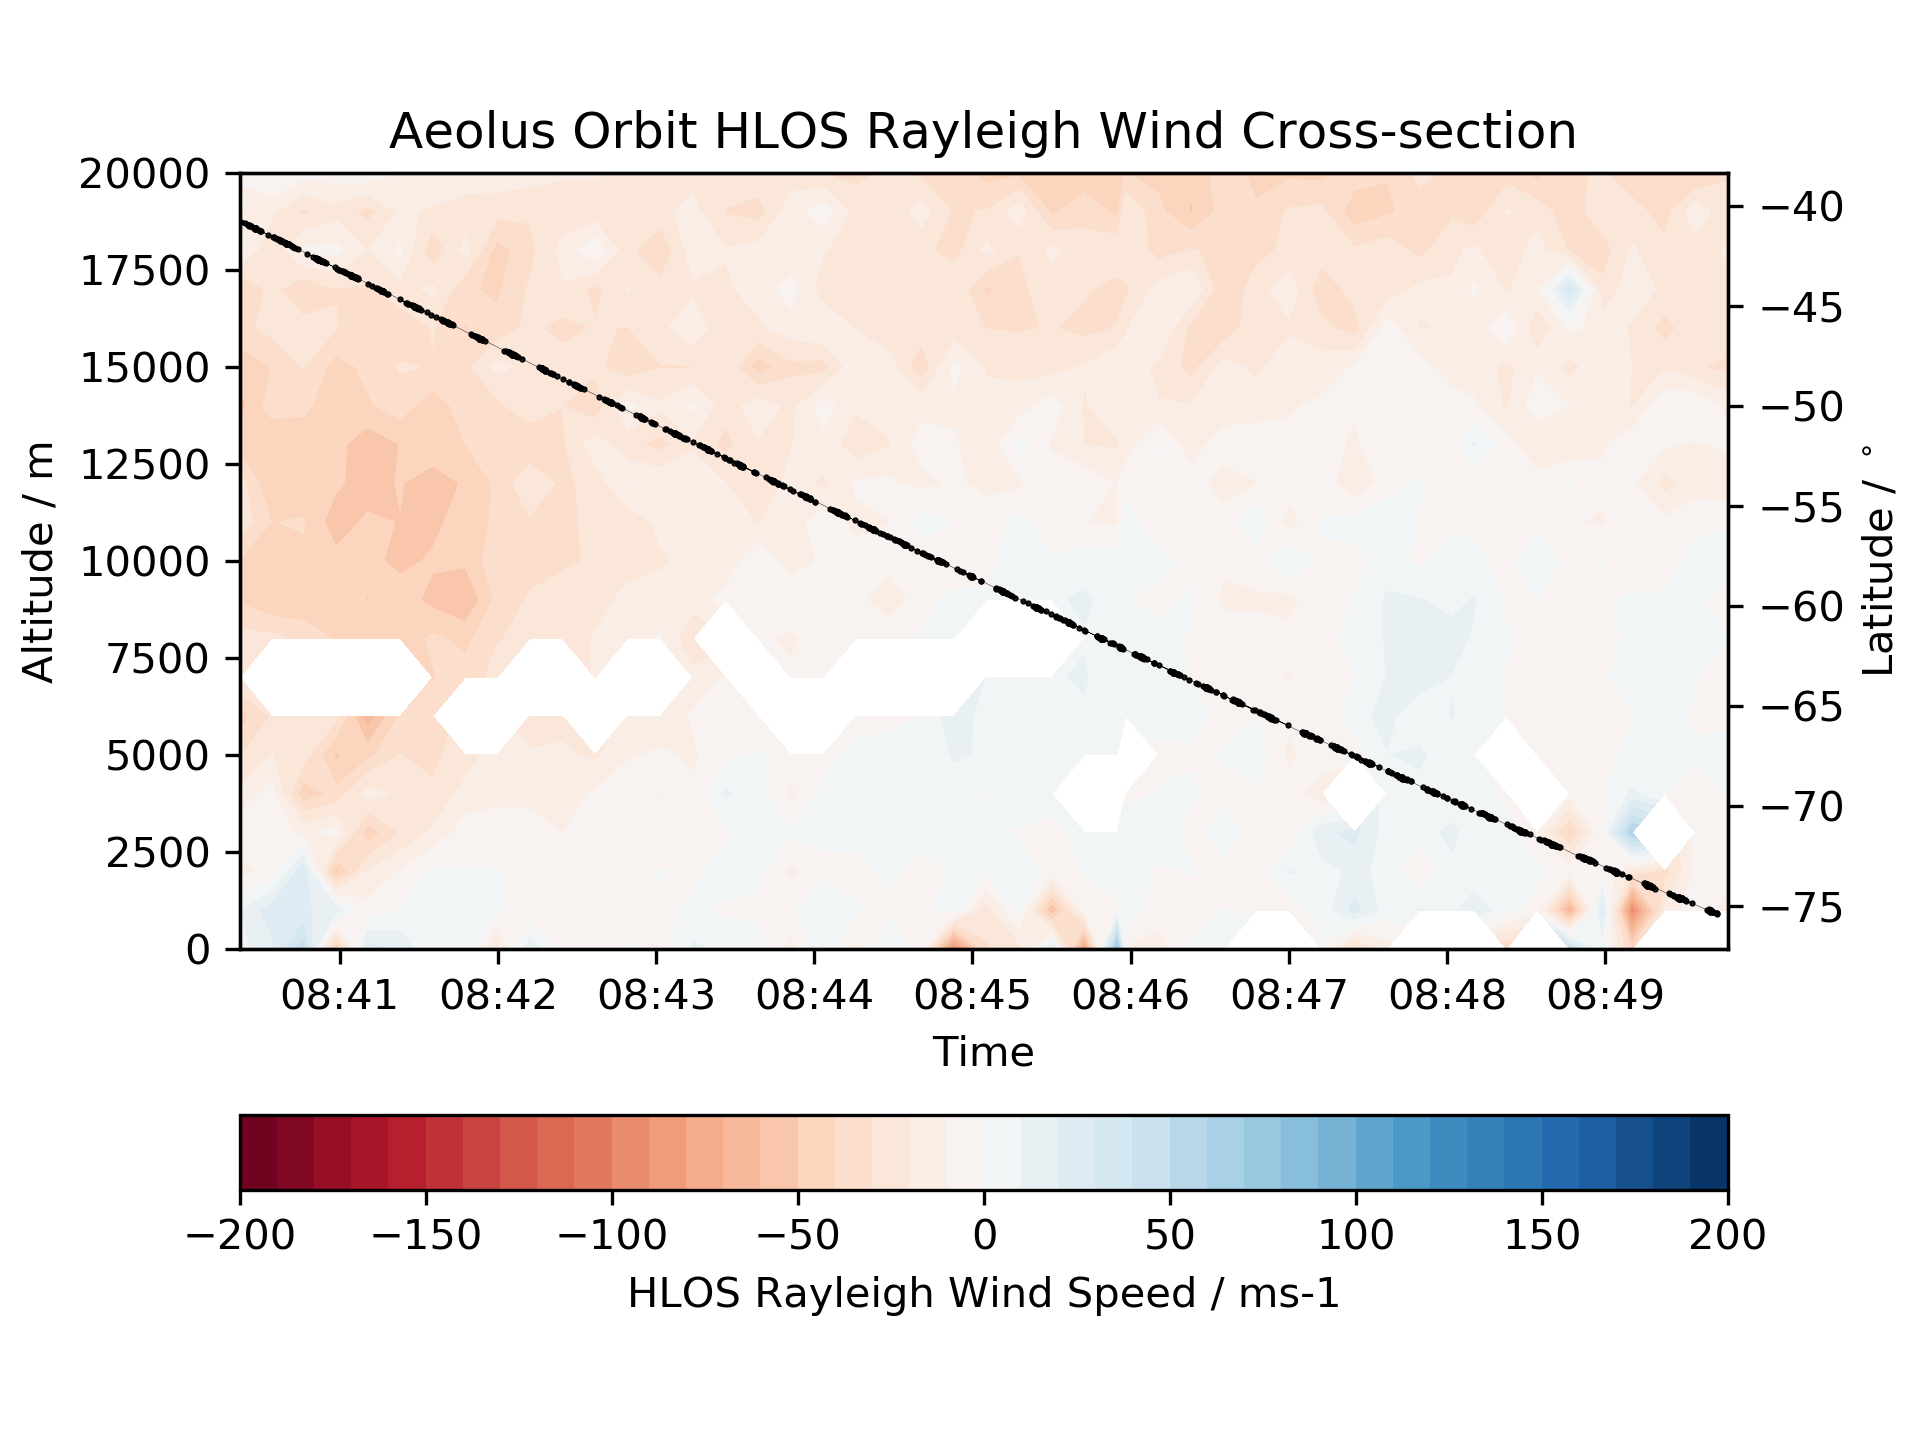 Aeolus Orbit HLOS Rayleigh Wind Cross-section
20000
17500
15000
12500
10000
7500
5000
2500
0
Altitude / m
−40
−45
−50
−55
−60
−65
−70
−75
Latitude / °
08:41 08:42 08:43 08:44 08:45 08:46 08:47 08:48 08:49
Time
−200 −150 −100 −50 0 50 100 150 200
HLOS Rayleigh Wind Speed / ms-1